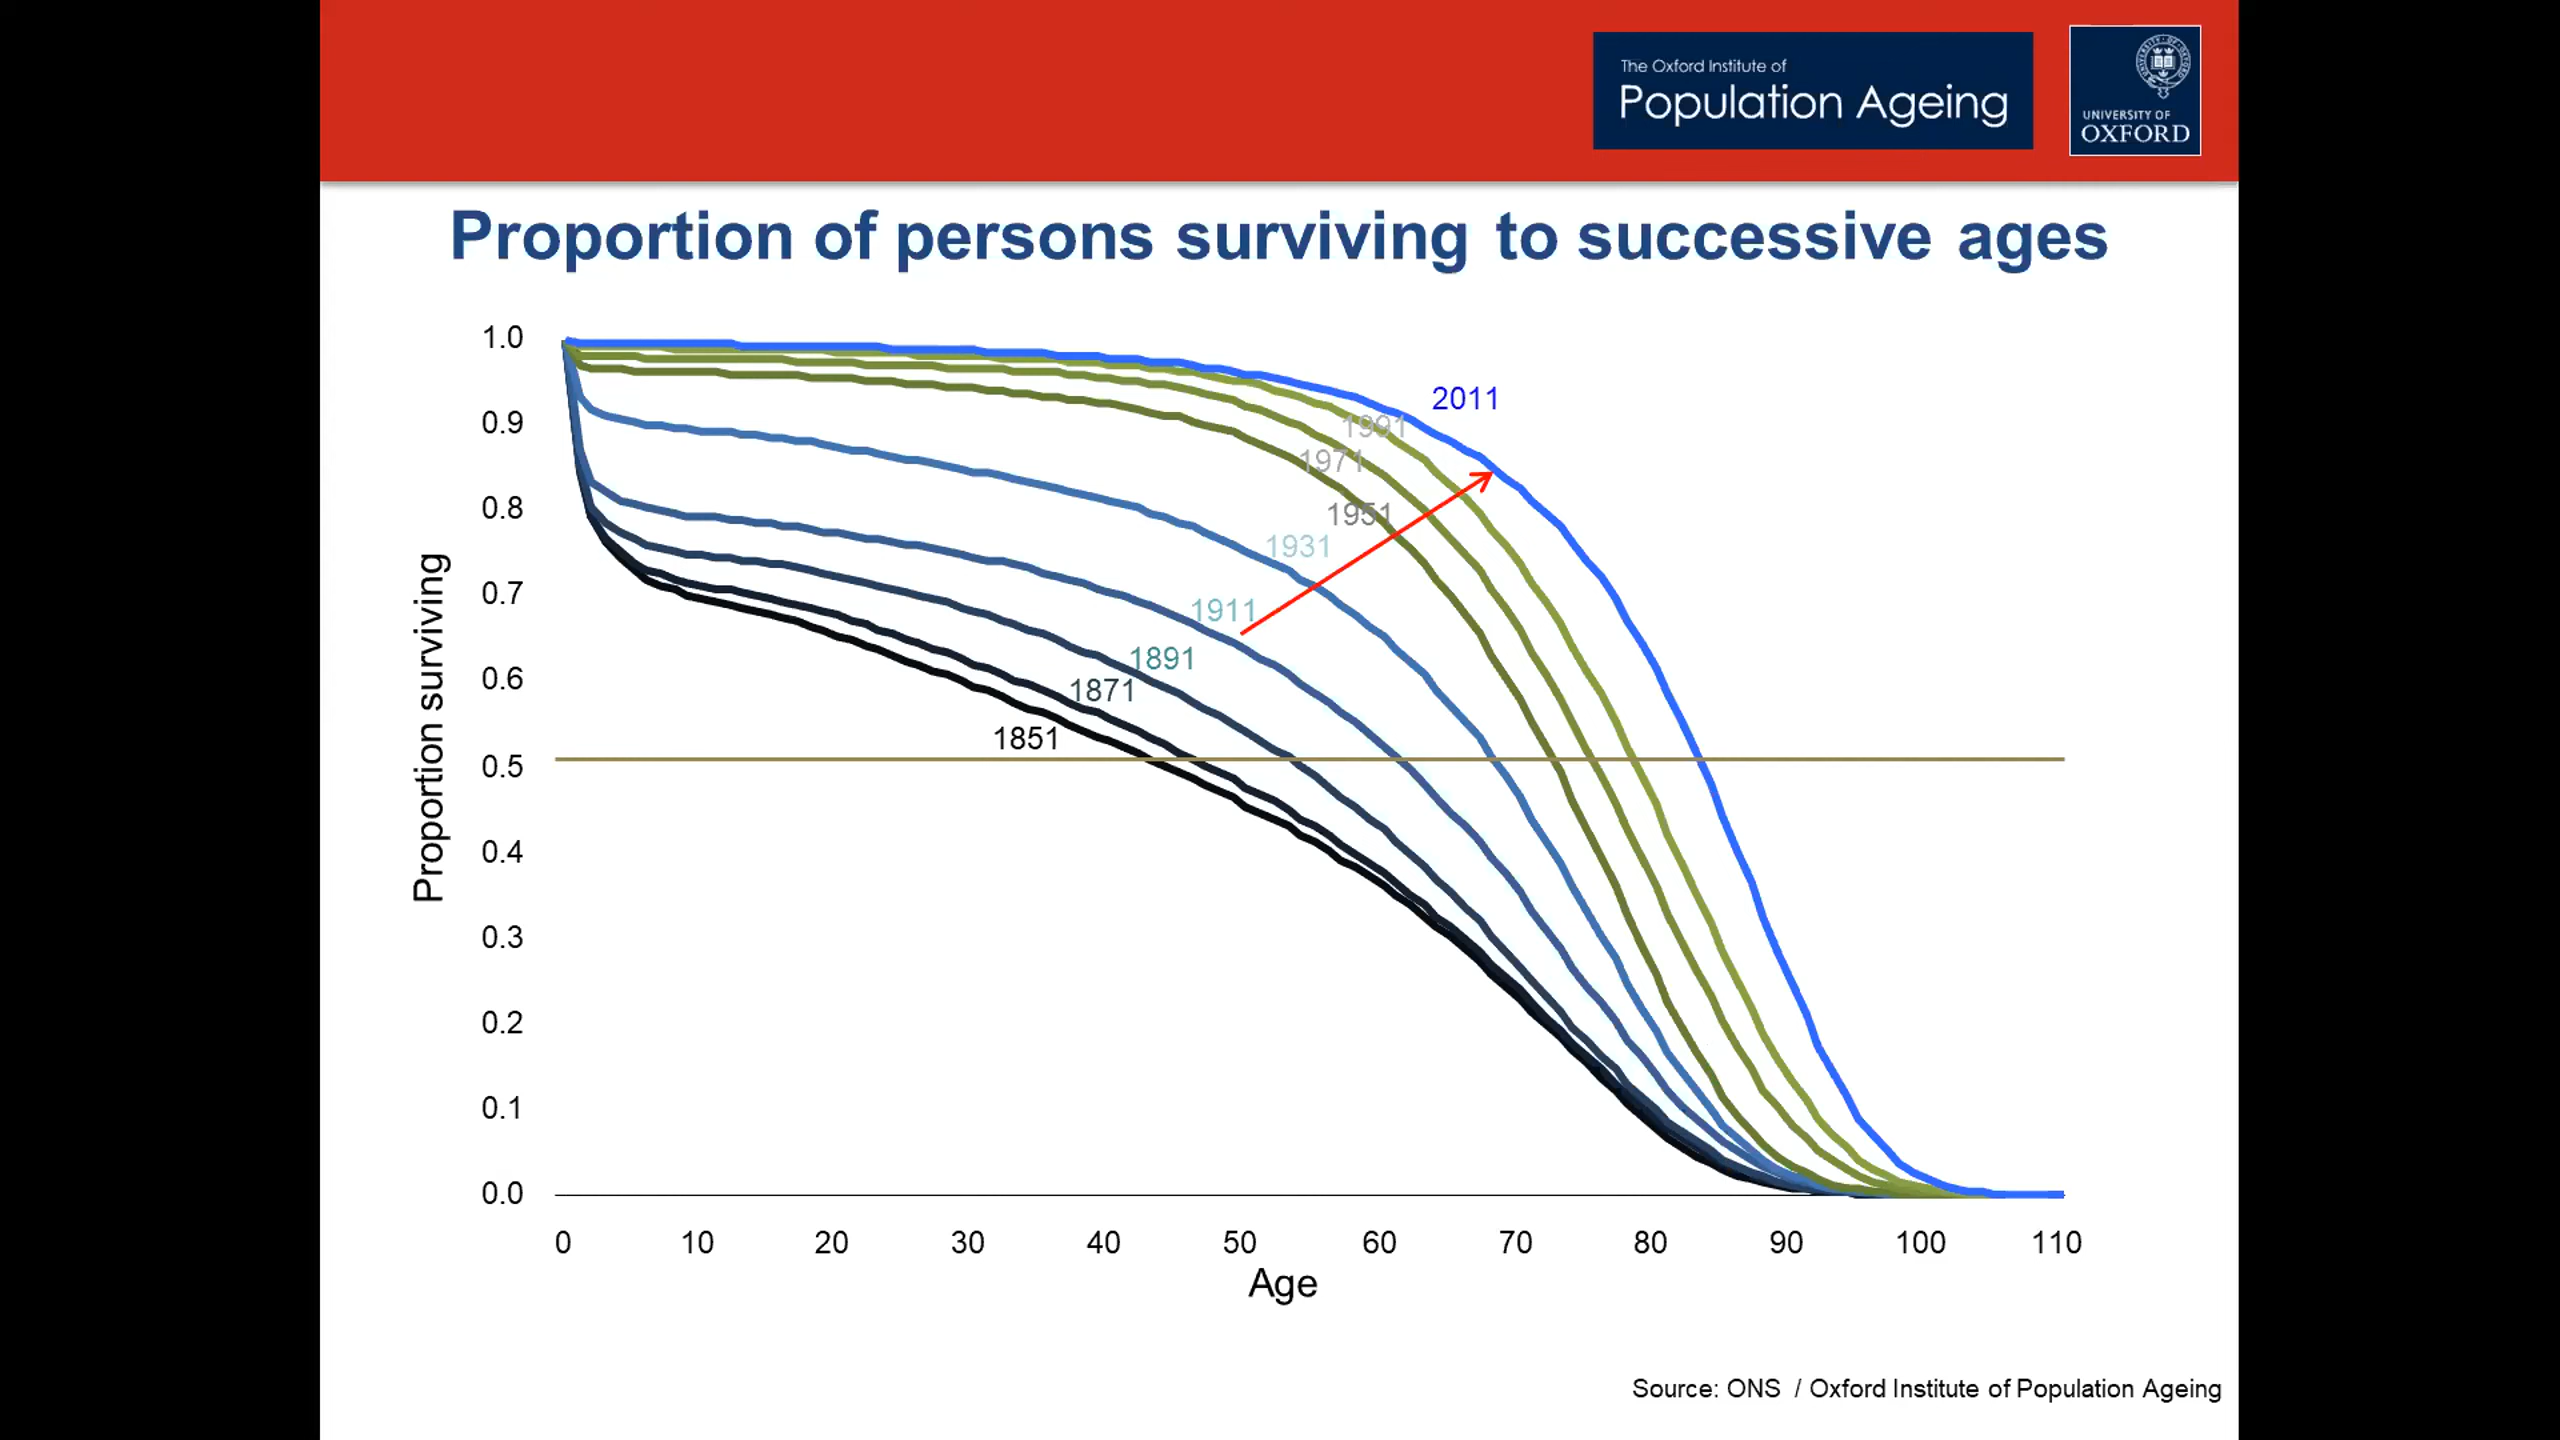 The Oxford Institute of
Population Ageing
UNIVERSITY OF
OXFORD
Proportion of persons surviving to successive ages
Proportion surviving
1.0
0.9
0.8
0.7
0.6
0.5
0.4
0.3
0.2
0.1
0.0
2011
1991
1971
1951
1931
1911
1891
1871
1851
0 10 20 30 40 50 60 70 80 90 100 110
Age
Source: ONS / Oxford Institute of Population Ageing